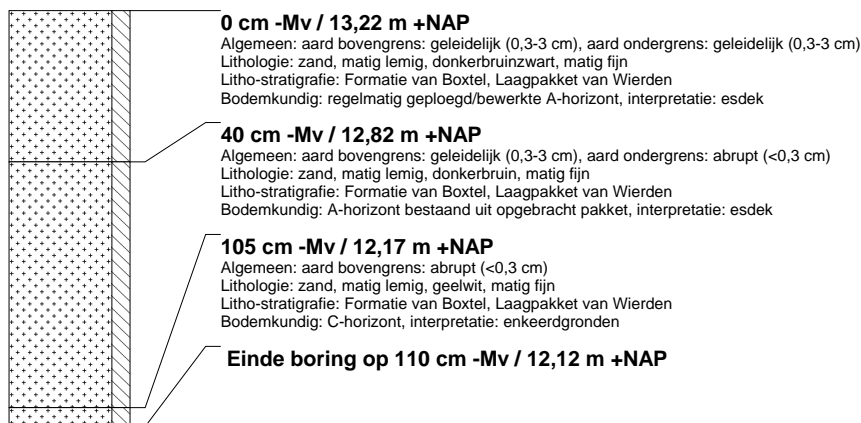 0 cm -Mv / 13,22 m +NAP
Algemeen: aard bovengrens: geleidelijk (0,3-3 cm), aard ondergrens: geleidelijk (0,3-3 cm)
Lithologie: zand, matig lemig, donkerbruinzwart, matig fijn
Litho-stratigrafie: Formatie van Boxtel, Laagpakket van Wierden
Bodemkundig: regelmatig geploegd/bewerkte A-horizont, interpretatie: esdek
40 cm -Mv / 12,82 m +NAP
Algemeen: aard bovengrens: geleidelijk (0,3-3 cm), aard ondergrens: abrupt (<0,3 cm)
Lithologie: zand, matig lemig, donkerbruin, matig fijn
Litho-stratigrafie: Formatie van Boxtel, Laagpakket van Wierden
Bodemkundig: A-horizont bestaand uit opgebracht pakket, interpretatie: esdek
105 cm -Mv / 12,17 m +NAP
Algemeen: aard bovengrens: abrupt (<0,3 cm)
Lithologie: zand, matig lemig, geelwit, matig fijn
Litho-stratigrafie: Formatie van Boxtel, Laagpakket van Wierden
Bodemkundig: C-horizont, interpretatie: enkeerdgronden
Einde boring op 110 cm -Mv / 12,12 m +NAP